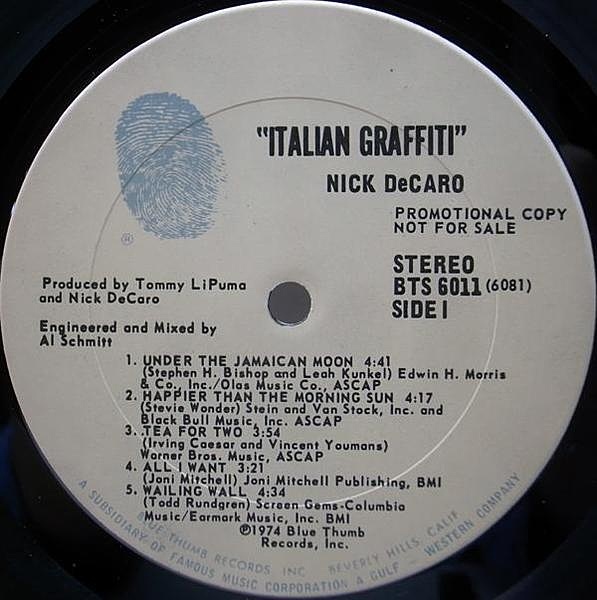 "ITALIAN GRAFFITI"
NICK DeCARO
PROMOTIONAL COPY
NOT FOR SALE
®
STEREO
BTS 6011 (6081)
SIDE I
Produced by Tommy LiPuma
and Nick DeCaro
Engineered and Mixed by
Al Schmitt
1. UNDER THE JAMAICAN MOON 4:41
(Stephen H. Bishop and Leah Kunkel) Edwin H. Morris
& Co., Inc./Olas Music Co., ASCAP
2. HAPPIER THAN THE MORNING SUN 4:17
(Stevie Wonder) Stein and Van Stock, Inc. and
Black Bull Music, Inc. ASCAP
3. TEA FOR TWO 3:54
(Irving Caesar and Vincent Youmans)
Warner Bros. Music, ASCAP
4. ALL I WANT 3:21
(Joni Mitchell) Joni Mitchell Publishing, BMI
5. WAILING WALL 4:34
(Todd Rundgren) Screen Gems-Columbia
Music/Earmark Music, Inc. BMI
℗1974 Blue Thumb
Records, Inc.
BLUE THUMB RECORDS INC. BEVERLY HILLS, CALIF.
A SUBSIDIARY OF FAMOUS MUSIC CORPORATION A GULF - WESTERN COMPANY